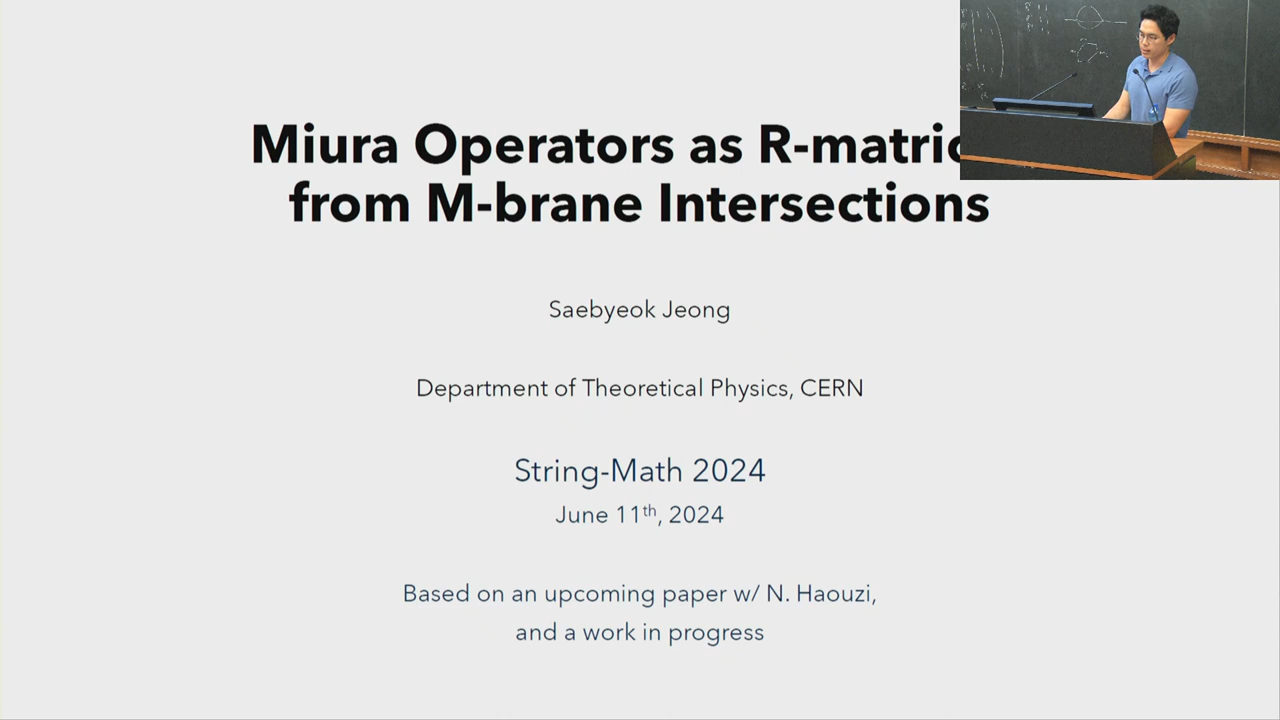 Miura Operators as R-matric
from M-brane Intersections
Saebyeok Jeong
Department of Theoretical Physics, CERN
String-Math 2024
June 11th, 2024
Based on an upcoming paper w/ N. Haouzi,
and a work in progress